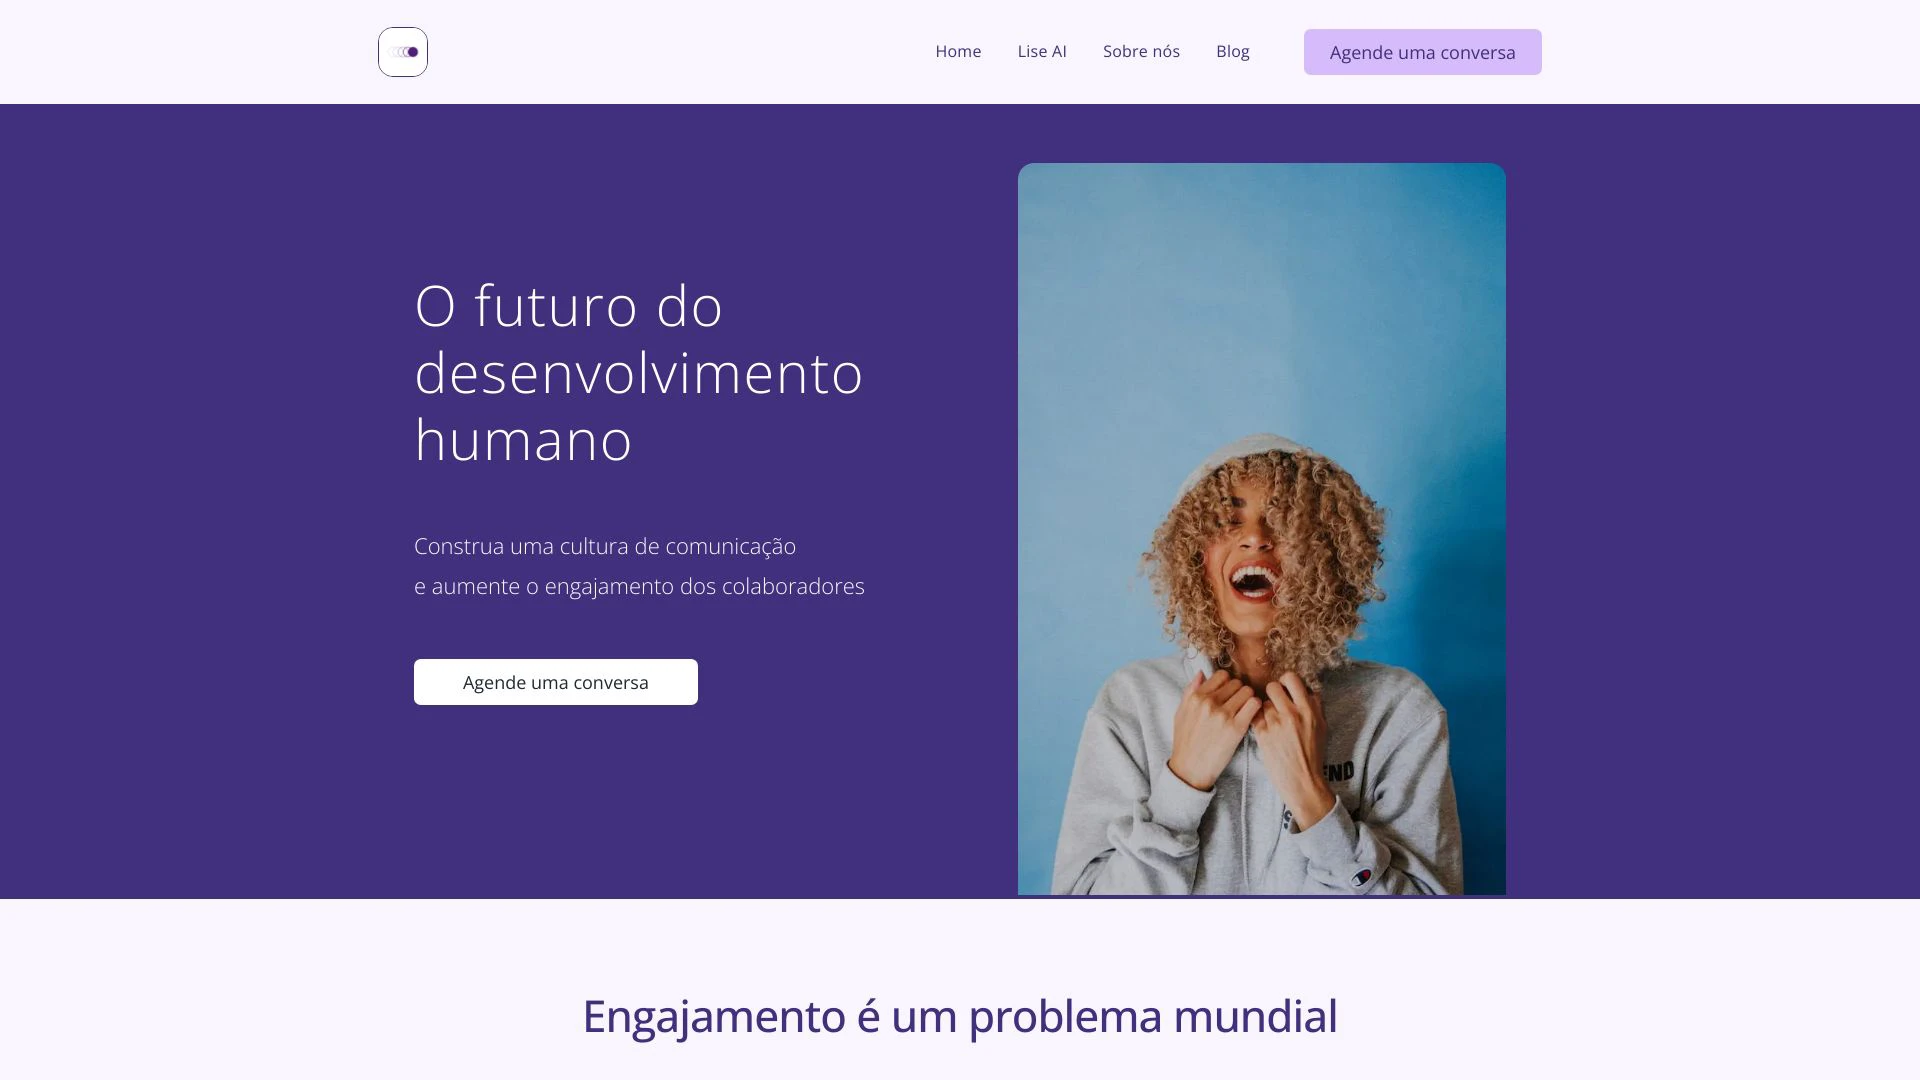 Home
Lise AI
Sobre nós
Blog
Agende uma conversa
O futuro do
desenvolvimento
humano
Construa uma cultura de comunicação
e aumente o engajamento dos colaboradores
Agende uma conversa
Engajamento é um problema mundial